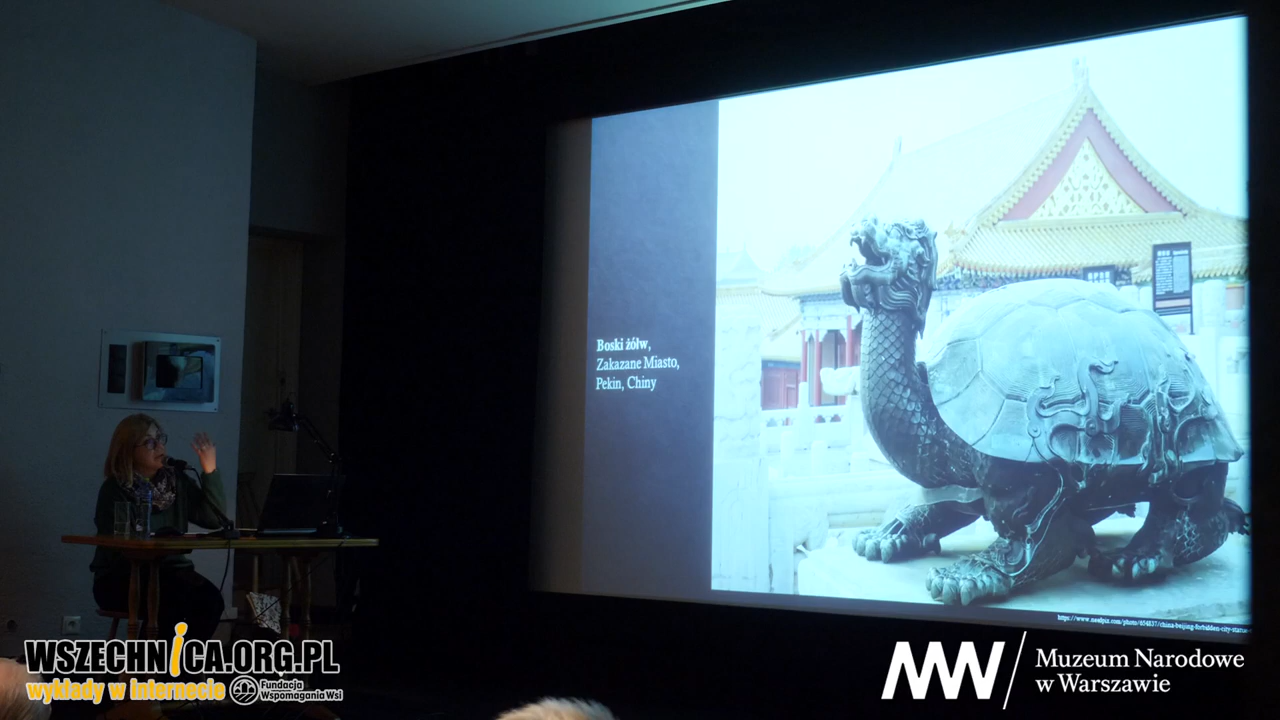 Boski żółw,
Zakazane Miasto,
Pekin, Chiny
WSZECHNICA.ORG.PL
wykłady w internecie
Fundacja
Wspomagania Wsi
Muzeum Narodowe
w Warszawie